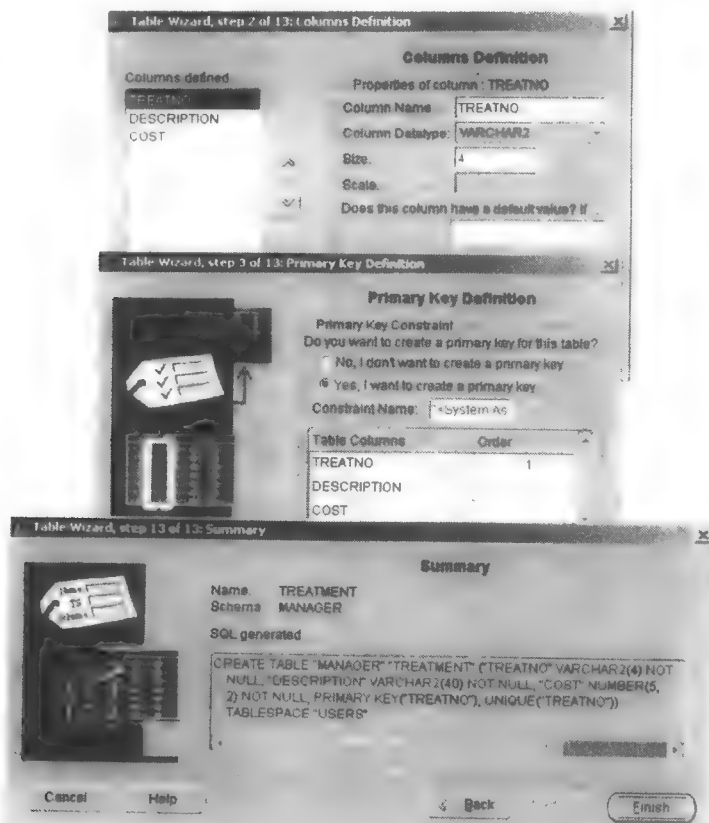 Table Wizard, step 2 of 13: Columns Definition
Columns Definition
Columns defined
TREATNO
DESCRIPTION
COST
Properties of column : TREATNO
Column Name TREATNO
Column Datatype: VARCHAR2
Size. 4
Scale.
Does this column have a default value? If
Table Wizard, step 3 of 13: Primary Key Definition
Primary Key Definition
Primary Key Constraint
Do you want to create a primary key for this table?
No, I don't want to create a primary key
Yes, I want to create a primary key
Constraint Name: <System As
Table Columns Order
TREATNO 1
DESCRIPTION
COST
Table Wizard, step 13 of 13: Summary
Summary
Name. TREATMENT
Schema MANAGER
SQL generated
CREATE TABLE "MANAGER" "TREATMENT" ("TREATNO" VARCHAR2(4) NOT
NULL, "DESCRIPTION" VARCHAR2(40) NOT NULL, "COST" NUMBER(5,
2) NOT NULL, PRIMARY KEY("TREATNO"), UNIQUE("TREATNO"))
TABLESPACE "USERS"
Cancel Help Back Finish